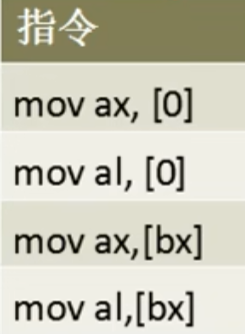 指令
mov ax, [0]
mov al, [0]
mov ax,[bx]
mov al,[bx]